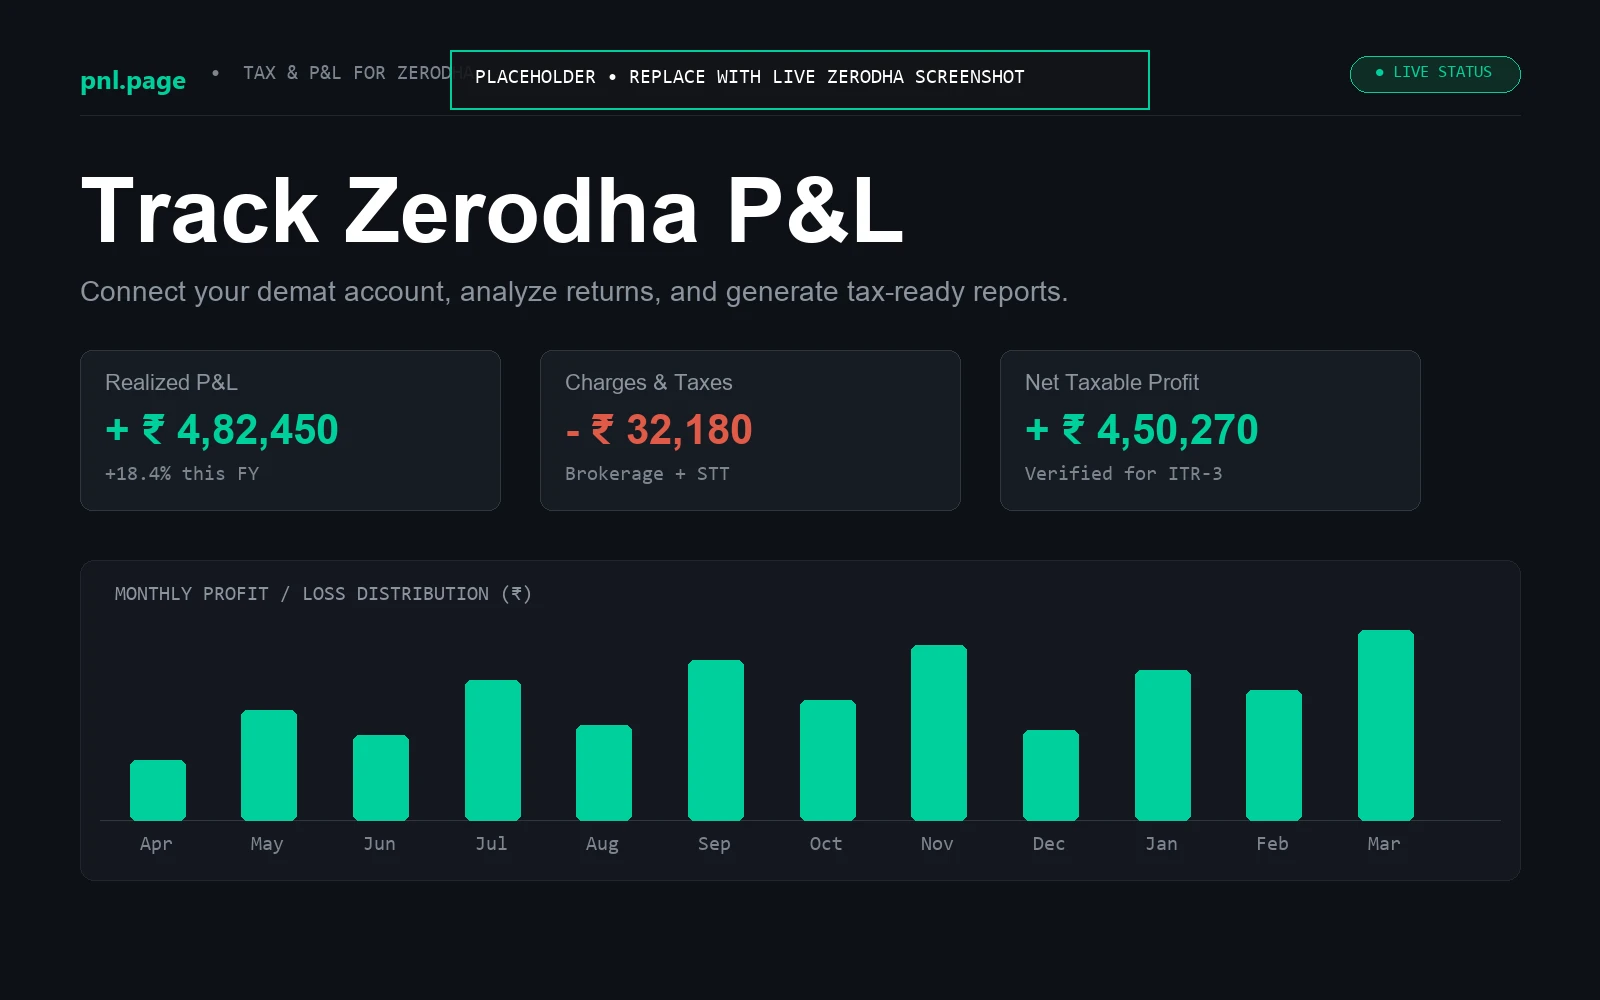 pnl.page • TAX & P&L FOR ZERODHA
PLACEHOLDER • REPLACE WITH LIVE ZERODHA SCREENSHOT
● LIVE STATUS
Track Zerodha P&L
Connect your demat account, analyze returns, and generate tax-ready reports.
Realized P&L
+ ₹ 4,82,450
+18.4% this FY
Charges & Taxes
- ₹ 32,180
Brokerage + STT
Net Taxable Profit
+ ₹ 4,50,270
Verified for ITR-3
MONTHLY PROFIT / LOSS DISTRIBUTION (₹)
Apr May Jun Jul Aug Sep Oct Nov Dec Jan Feb Mar